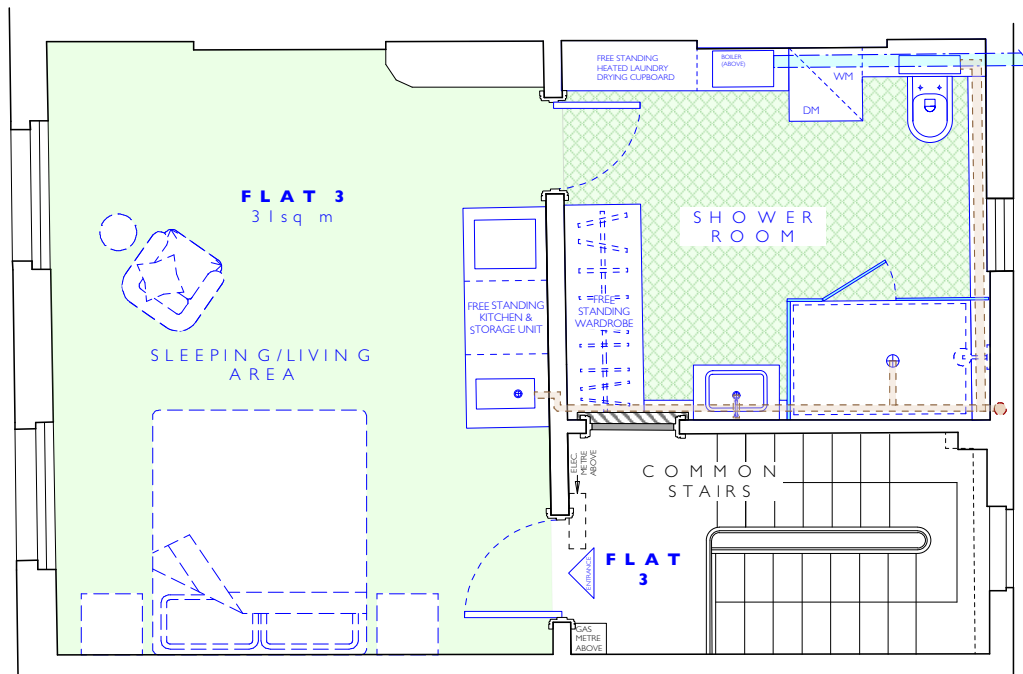 FREE STANDING
HEATED LAUNDRY
DRYING CUPBOARD
BOILER
(ABOVE)
WM
DM
FLAT 3
31sq m
SHOWER
ROOM
FREE STANDING
KITCHEN &
STORAGE UNIT
FREE
STANDING
WARDROBE
SLEEPING/LIVING
AREA
ELEC.
METRE
ABOVE
COMMON
STAIRS
ENTRANCE
FLAT
3
GAS
METRE
ABOVE